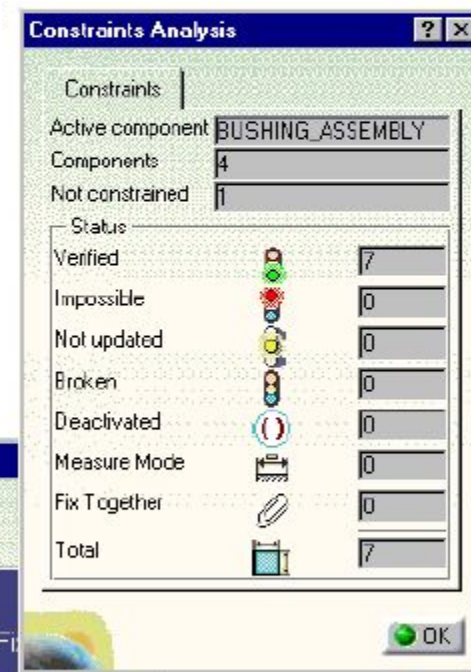 Constraints Analysis
Constraints
Active component BUSHING_ASSEMBLY
Components 4
Not constrained 1
Status
Verified 7
Impossible 0
Not updated 0
Broken 0
Deactivated 0
Measure Mode 0
Fix Together 0
Total 7
OK